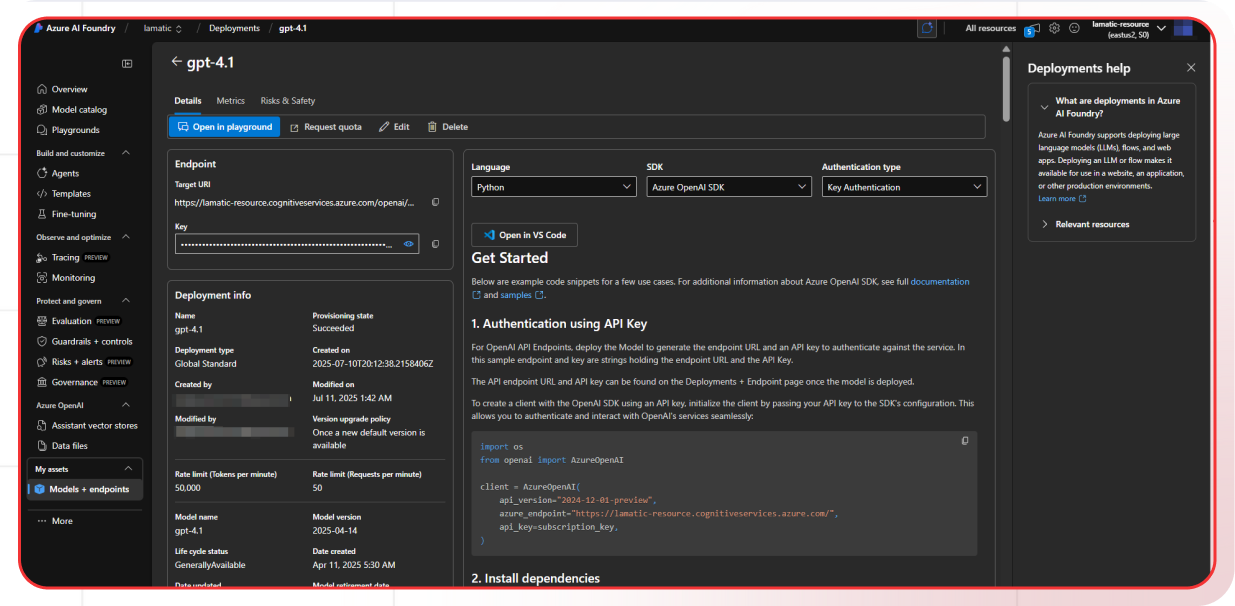 Azure AI Foundry / lamatic / Deployments / gpt-4.1
All resources
5
lamatic-resource
(eastus2, S0)
Overview
Model catalog
Playgrounds
Build and customize
Agents
Templates
Fine-tuning
Observe and optimize
Tracing PREVIEW
Monitoring
Protect and govern
Evaluation PREVIEW
Guardrails + controls
Risks + alerts PREVIEW
Governance PREVIEW
Azure OpenAI
Assistant vector stores
Data files
My assets
Models + endpoints
··· More
← gpt-4.1
Details Metrics Risks & Safety
Open in playground Request quota Edit Delete
Endpoint
Target URI
https://lamatic-resource.cognitiveservices.azure.com/openai/...
Key
Deployment info
Name
gpt-4.1
Provisioning state
Succeeded
Deployment type
Global Standard
Created on
2025-07-10T20:12:38.2158406Z
Created by
Modified on
Jul 11, 2025 1:42 AM
Modified by
Version upgrade policy
Once a new default version is
available
Rate limit (Tokens per minute)
50,000
Rate limit (Requests per minute)
50
Model name
gpt-4.1
Model version
2025-04-14
Life cycle status
GenerallyAvailable
Date created
Apr 11, 2025 5:30 AM
Date updated
Model retirement date
Language
Python
SDK
Azure OpenAI SDK
Authentication type
Key Authentication
Open in VS Code
Get Started
Below are example code snippets for a few use cases. For additional information about Azure OpenAI SDK, see full documentation
and samples .
1. Authentication using API Key
For OpenAI API Endpoints, deploy the Model to generate the endpoint URL and an API key to authenticate against the service. In
this sample endpoint and key are strings holding the endpoint URL and the API Key.
The API endpoint URL and API key can be found on the Deployments + Endpoint page once the model is deployed.
To create a client with the OpenAI SDK using an API key, initialize the client by passing your API key to the SDK's configuration. This
allows you to authenticate and interact with OpenAI's services seamlessly:
import os
from openai import AzureOpenAI
client = AzureOpenAI(
api_version="2024-12-01-preview",
azure_endpoint="https://lamatic-resource.cognitiveservices.azure.com/",
api_key=subscription_key,
)
2. Install dependencies
Deployments help
What are deployments in Azure
AI Foundry?
Azure AI Foundry supports deploying large
language models (LLMs), flows, and web
apps. Deploying an LLM or flow makes it
available for use in a website, an application,
or other production environments.
Learn more
Relevant resources